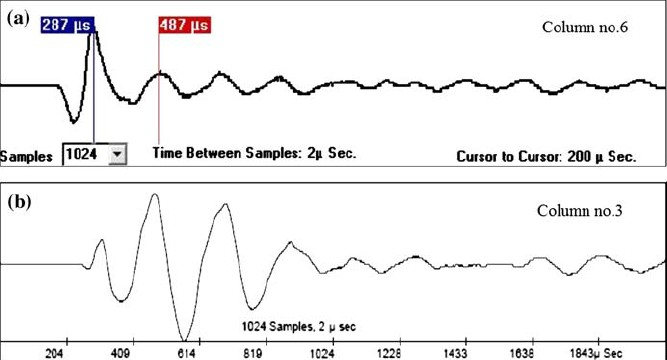 (a)
287 µs 487 µs Column no.6
Samples 1024 Time Between Samples: 2µ Sec. Cursor to Cursor: 200 µ Sec.
(b)
Column no.3
1024 Samples, 2 µ sec
204 409 614 819 1024 1228 1433 1638 1843µ Sec